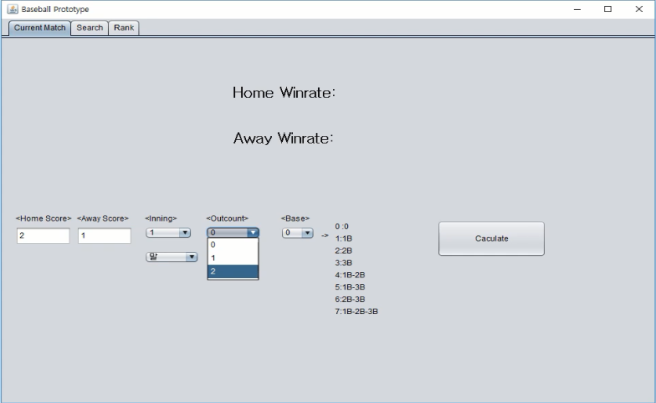 Baseball Prototype
Current Match Search Rank
Home Winrate:
Away Winrate:
<Home Score> <Away Score> <Inning> <Outcount> <Base>
2 1 1 0 0 ->
말
0
1
2
0 :0
1:1B
2:2B
3:3B
4:1B-2B
5:1B-3B
6:2B-3B
7:1B-2B-3B
Caculate